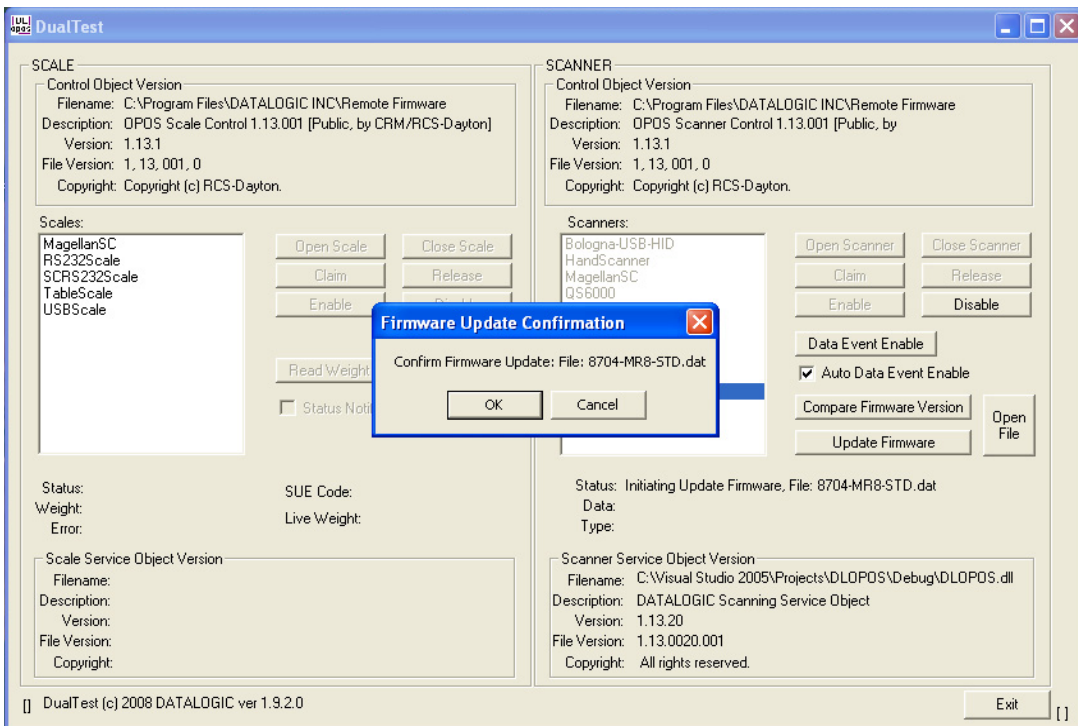 UL
opos
DualTest
SCALE
Control Object Version
Filename: C:\Program Files\DATALOGIC INC\Remote Firmware
Description: OPOS Scale Control 1.13.001 [Public, by CRM/RCS-Dayton]
Version: 1.13.1
File Version: 1, 13, 001, 0
Copyright: Copyright (c) RCS-Dayton.
Scales:
MagellanSC
RS232Scale
SCRS232Scale
TableScale
USBScale
Open Scale
Close Scale
Claim
Release
Enable
Read Weight
Status Noti
Status:
Weight:
Error:
SUE Code:
Live Weight:
Scale Service Object Version
Filename:
Description:
Version:
File Version:
Copyright:
SCANNER
Control Object Version
Filename: C:\Program Files\DATALOGIC INC\Remote Firmware
Description: OPOS Scanner Control 1.13.001 [Public, by
Version: 1.13.1
File Version: 1, 13, 001, 0
Copyright: Copyright (c) RCS-Dayton.
Scanners:
Bologna-USB-HID
HandScanner
MagellanSC
QS6000
Open Scanner
Close Scanner
Claim
Release
Enable
Disable
Data Event Enable
Auto Data Event Enable
Compare Firmware Version
Update Firmware
Open
File
Firmware Update Confirmation
Confirm Firmware Update: File: 8704-MR8-STD.dat
OK
Cancel
Status: Initiating Update Firmware, File: 8704-MR8-STD.dat
Data:
Type:
Scanner Service Object Version
Filename: C:\Visual Studio 2005\Projects\DLOPOS\Debug\DLOPOS.dll
Description: DATALOGIC Scanning Service Object
Version: 1.13.20
File Version: 1.13.0020.001
Copyright: All rights reserved.
[] DualTest (c) 2008 DATALOGIC ver 1.9.2.0
Exit
[ ]